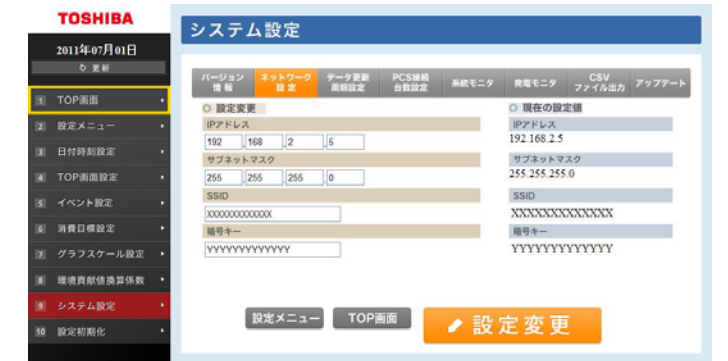 TOSHIBA
2011年07月01日
更新
1 TOP画面
2 設定メニュー
3 日付時刻設定
4 TOP画面設定
5 イベント設定
6 消費目標設定
7 グラフスケール設定
8 環境貢献値換算係数
9 システム設定
10 設定初期化
システム設定
バージョン情報
ネットワーク設定
データ更新周期設定
PCS接続台数設定
系統モニタ
発電モニタ
CSVファイル出力
アップデート
設定変更
IPアドレス
192 .168 .2 .5
サブネットマスク
255 .255 .255 .0
SSID
XXXXXXXXXXXXX
暗号キー
YYYYYYYYYYYYY
現在の設定値
IPアドレス
192.168.2.5
サブネットマスク
255.255.255.0
SSID
XXXXXXXXXXXXX
暗号キー
YYYYYYYYYYYYY
設定メニュー
TOP画面
設定変更